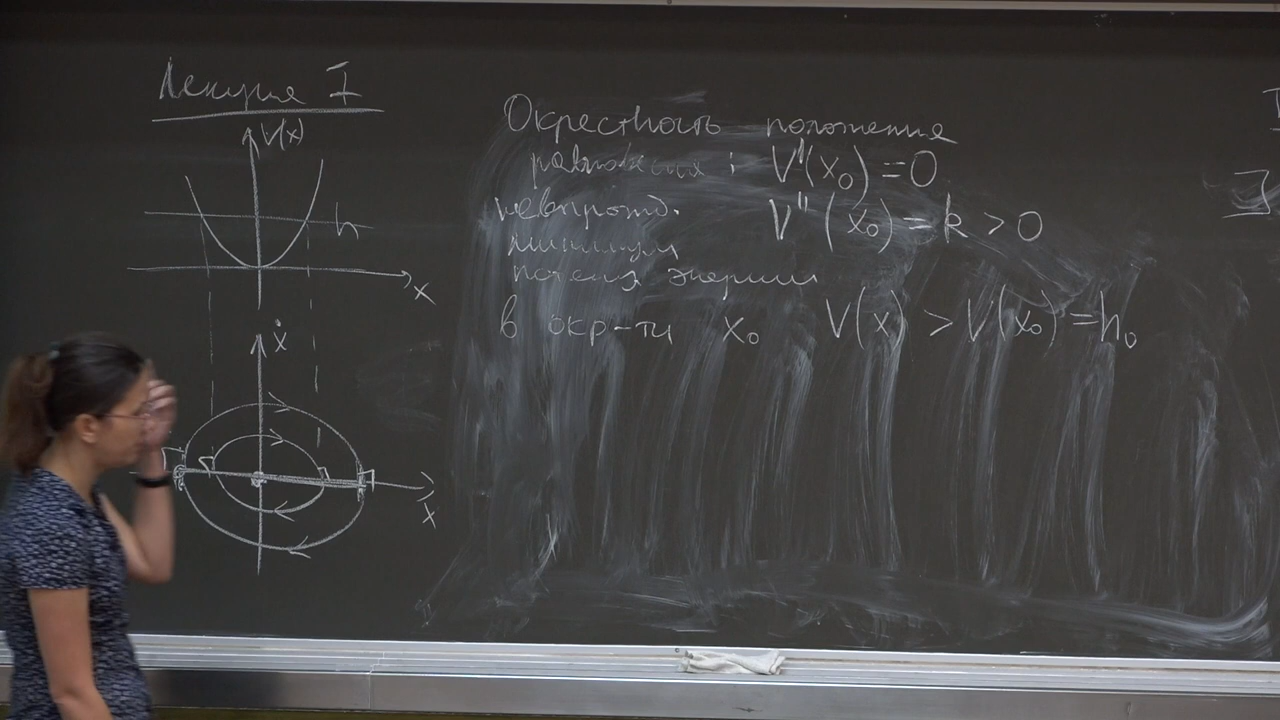 Лекция I
V(x)
h
x
ẋ
x
Окрестность положения
равновесия : V'(x₀) = 0
невырожд. V''(x₀) = k > 0
минимум
потенц. энергии
в окр-ти x₀ V(x) > V(x₀) = h₀